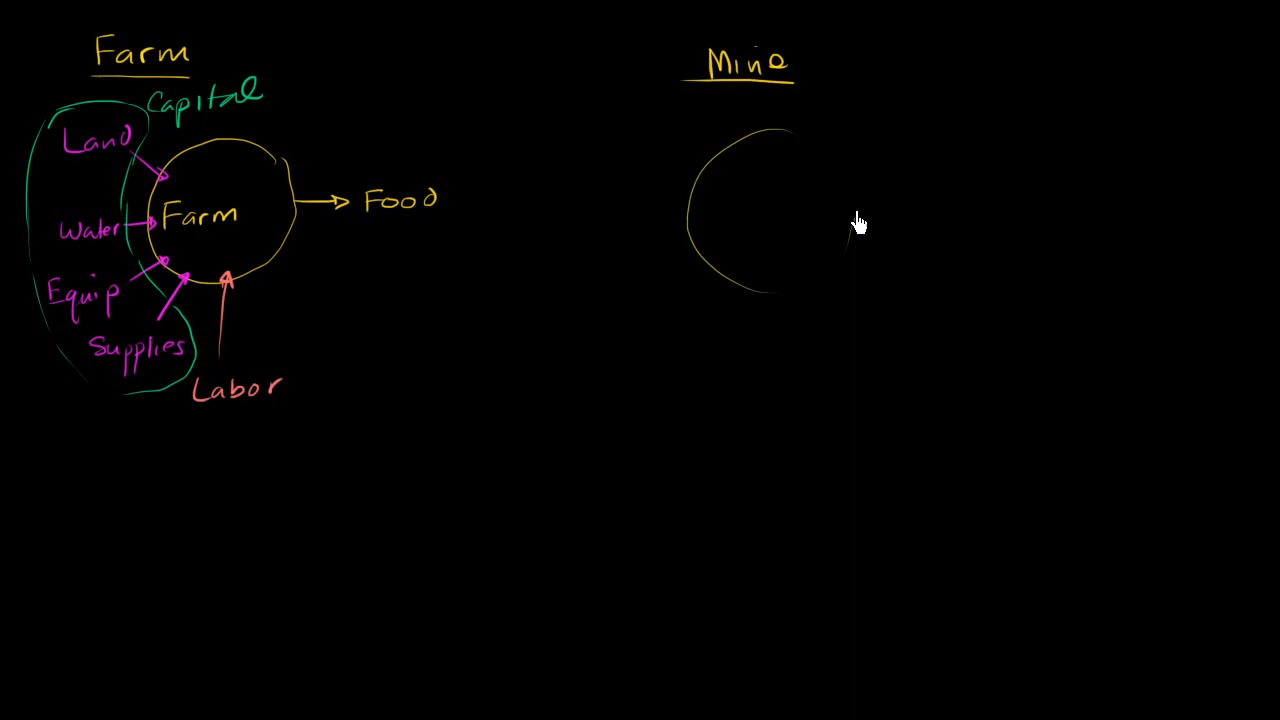 Farm
Capital
Land
Water
Equip
Supplies
Labor
Farm
Food
Mine